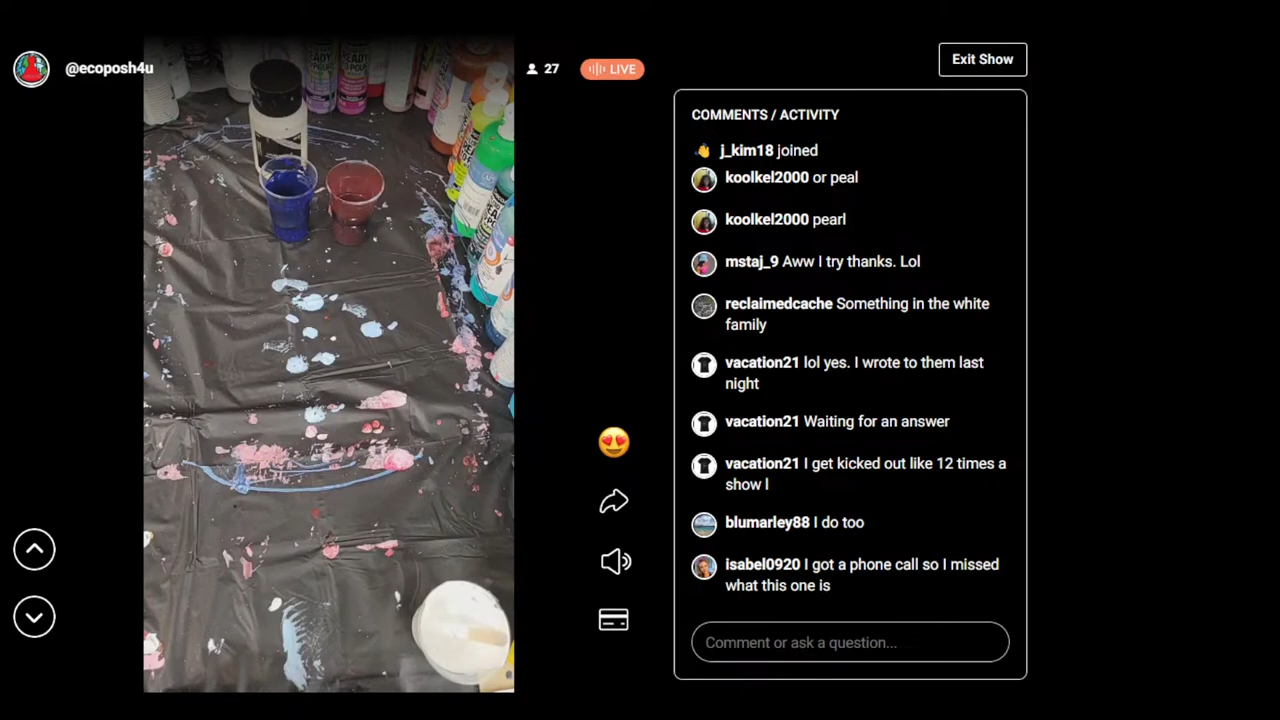 @ecoposh4u
27
LIVE
Exit Show
COMMENTS / ACTIVITY
j_kim18 joined
koolkel2000 or peal
koolkel2000 pearl
mstaj_9 Aww I try thanks. Lol
reclaimedcache Something in the white
family
vacation21 lol yes. I wrote to them last
night
vacation21 Waiting for an answer
vacation21 I get kicked out like 12 times a
show I
blumarley88 I do too
isabel0920 I got a phone call so I missed
what this one is
Comment or ask a question...